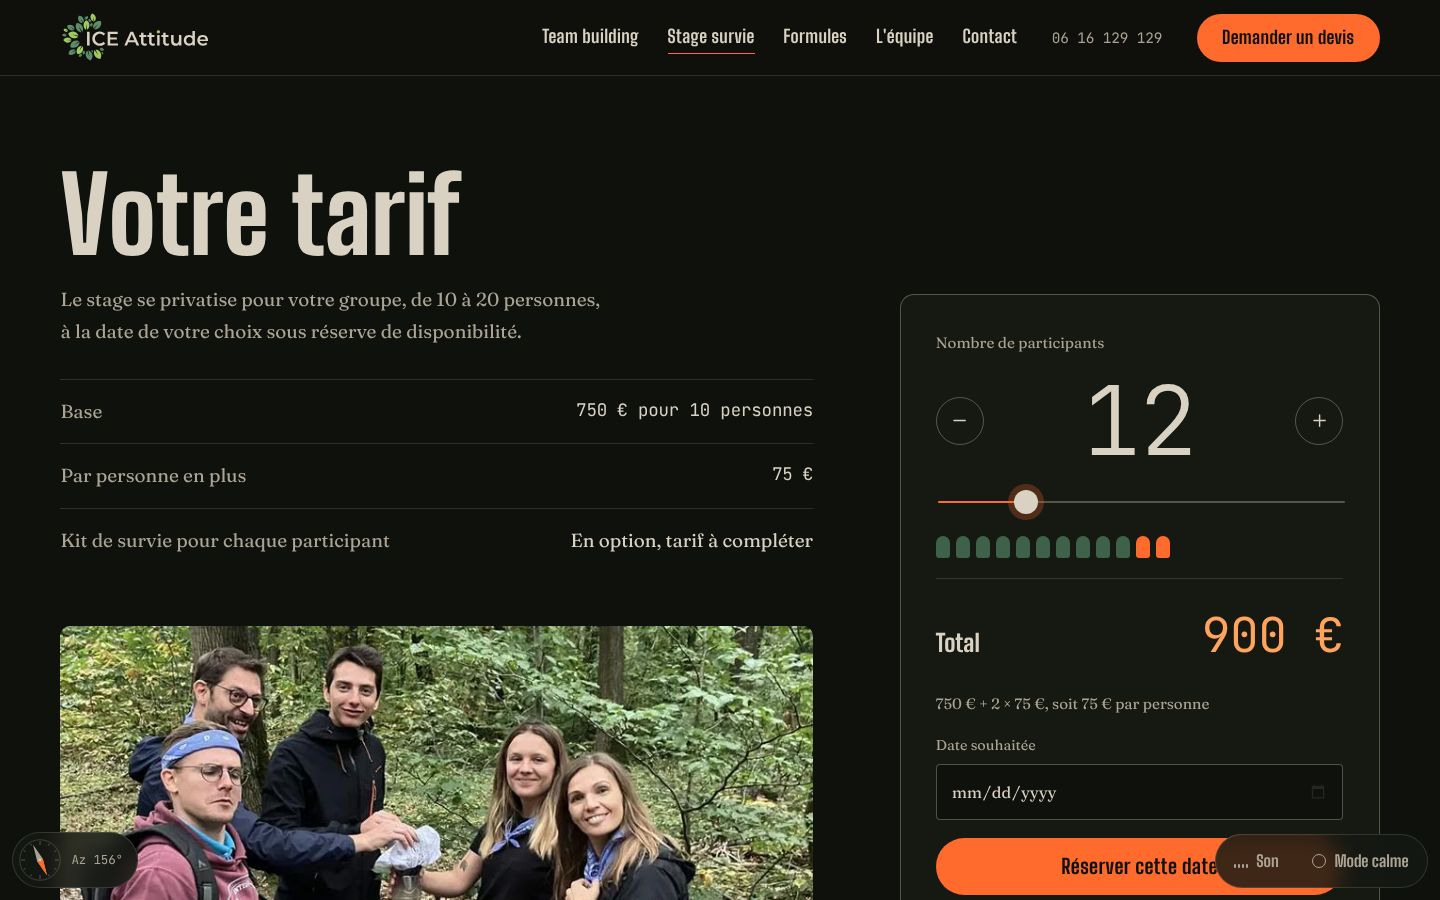 ICE Attitude
Team building
Stage survie
Formules
L'équipe
Contact
06 16 129 129
Demander un devis
Votre tarif
Le stage se privatise pour votre groupe, de 10 à 20 personnes,
à la date de votre choix sous réserve de disponibilité.
Base
750 € pour 10 personnes
Par personne en plus
75 €
Kit de survie pour chaque participant
En option, tarif à compléter
Nombre de participants
−
12
+
Total
900 €
750 € + 2 × 75 €, soit 75 € par personne
Date souhaitée
mm/dd/yyyy
Réserver cette date
Az 156°
Son
Mode calme